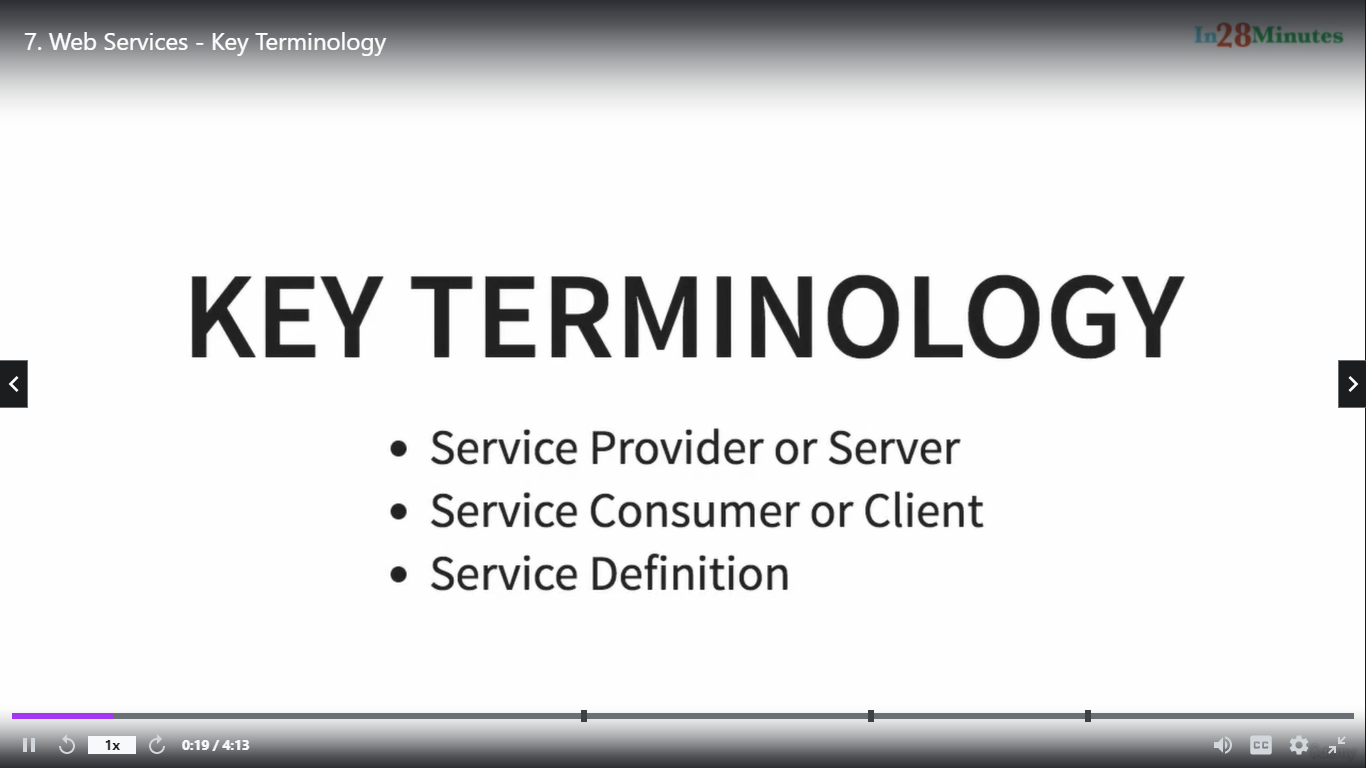 7. Web Services - Key Terminology
In28Minutes
KEY TERMINOLOGY
• Service Provider or Server
• Service Consumer or Client
• Service Definition
1x
0:19 / 4:13
CC